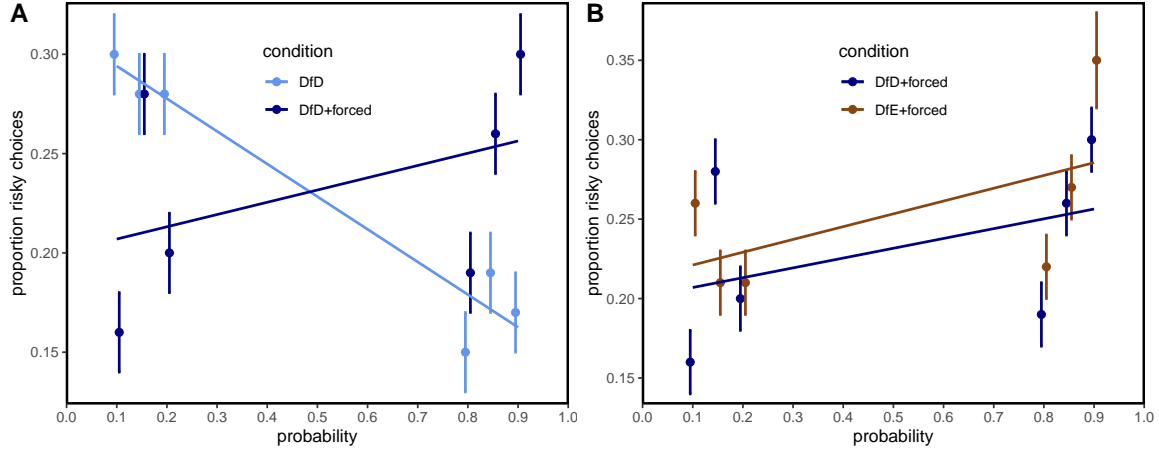 A
proportion risky choices
0.30
0.25
0.20
0.15
condition
DfD
DfD+forced
0.0 0.1 0.2 0.3 0.4 0.5 0.6 0.7 0.8 0.9 1.0
probability
B
proportion risky choices
0.35
0.30
0.25
0.20
0.15
condition
DfD+forced
DfE+forced
0.0 0.1 0.2 0.3 0.4 0.5 0.6 0.7 0.8 0.9 1.0
probability